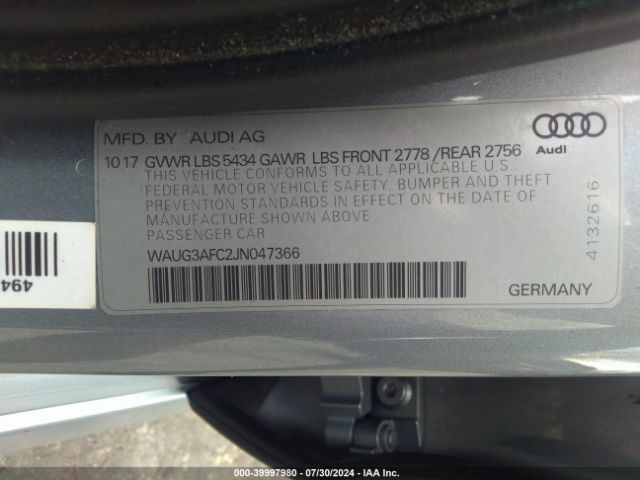 MFD. BY AUDI AG
10 17 GVWR LBS 5434 GAWR LBS FRONT 2778 /REAR 2756
THIS VEHICLE CONFORMS TO ALL APPLICABLE U.S
FEDERAL MOTOR VEHICLE SAFETY. BUMPER AND THEFT
PREVENTION STANDARDS IN EFFECT ON THE DATE OF
MANUFACTURE SHOWN ABOVE
PASSENGER CAR
WAUG3AFC2JN047366
GERMANY
Audi
4132616
494
000-39997980 - 07/30/2024 - IAA Inc.